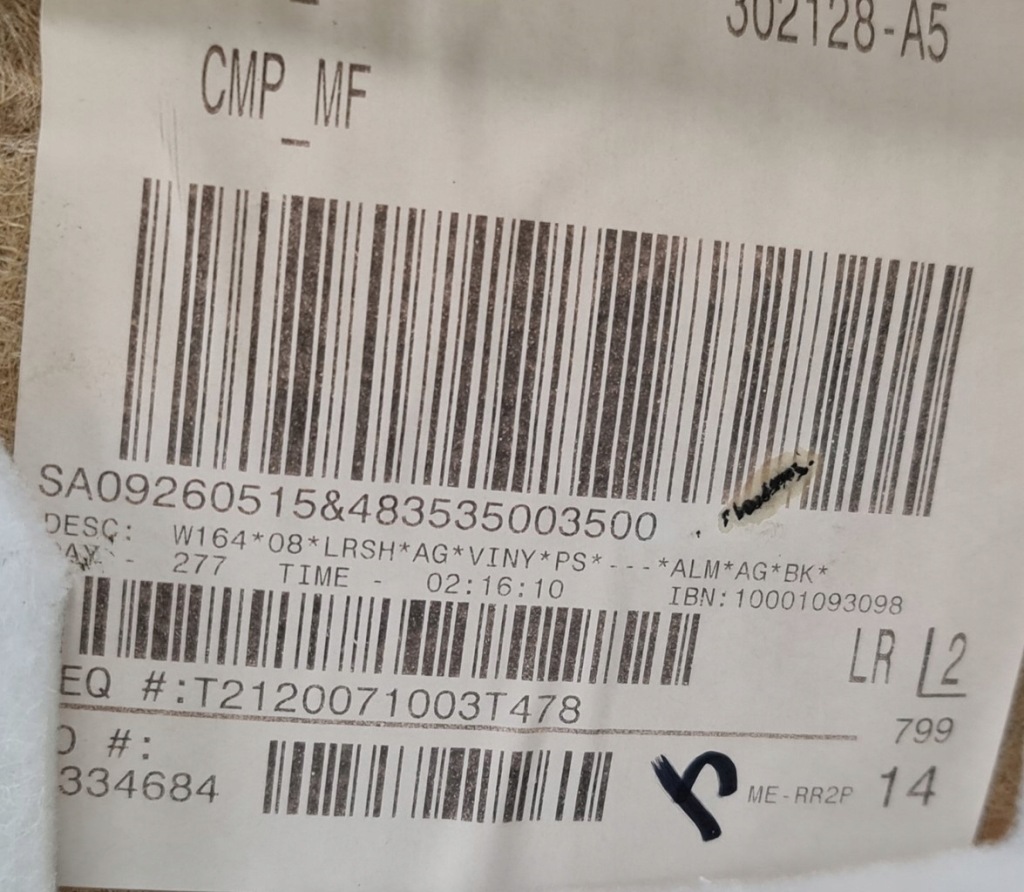 302128-A5
CMP_MF
SA09260515&483535003500
DESC: W164*08*LRSH*AG*VINY*PS*---*ALM*AG*BK*
DAY - 277 TIME - 02:16:10 IBN:10001093098
LR L2
EQ #:T2120071003T478
799
O #:
334684
ME-RR2P 14